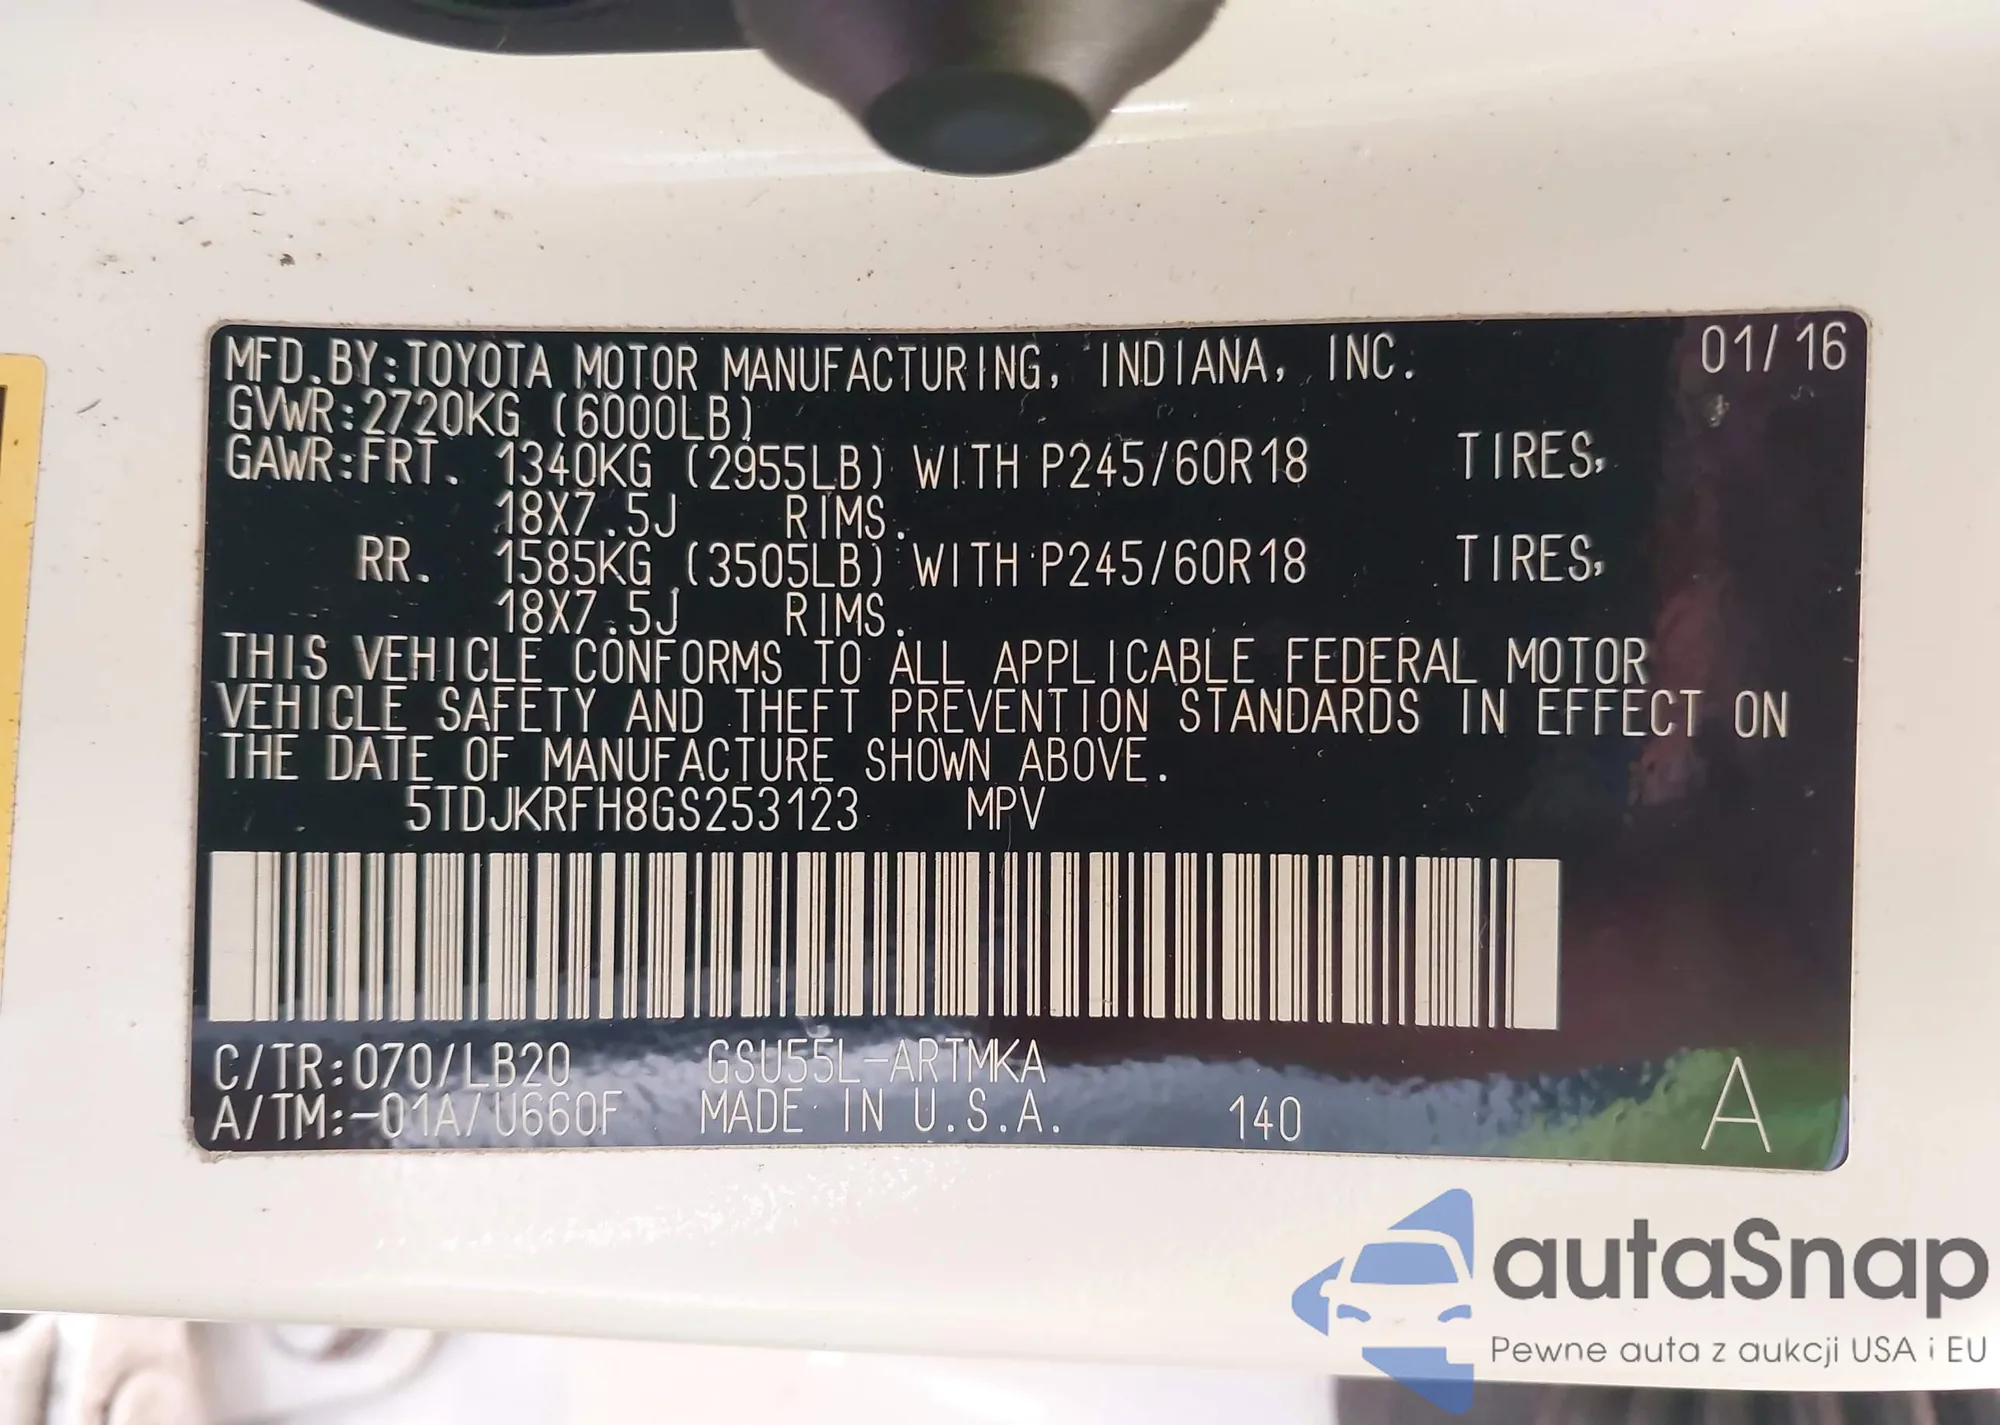 MFD.BY:TOYOTA MOTOR MANUFACTURING, INDIANA, INC. 01/16
GVWR:2720KG (6000LB)
GAWR:FRT. 1340KG (2955LB) WITH P245/60R18 TIRES,
18X7.5J RIMS.
RR. 1585KG (3505LB) WITH P245/60R18 TIRES,
18X7.5J RIMS.
THIS VEHICLE CONFORMS TO ALL APPLICABLE FEDERAL MOTOR
VEHICLE SAFETY AND THEFT PREVENTION STANDARDS IN EFFECT ON
THE DATE OF MANUFACTURE SHOWN ABOVE.
5TDJKRFH8GS253123 MPV
C/TR:070/LB20 GSU55L-ARTMKA
A/TM:-01A/U660F MADE IN U.S.A. 140 A
autaSnap
Pewne auta z aukcji USA i EU